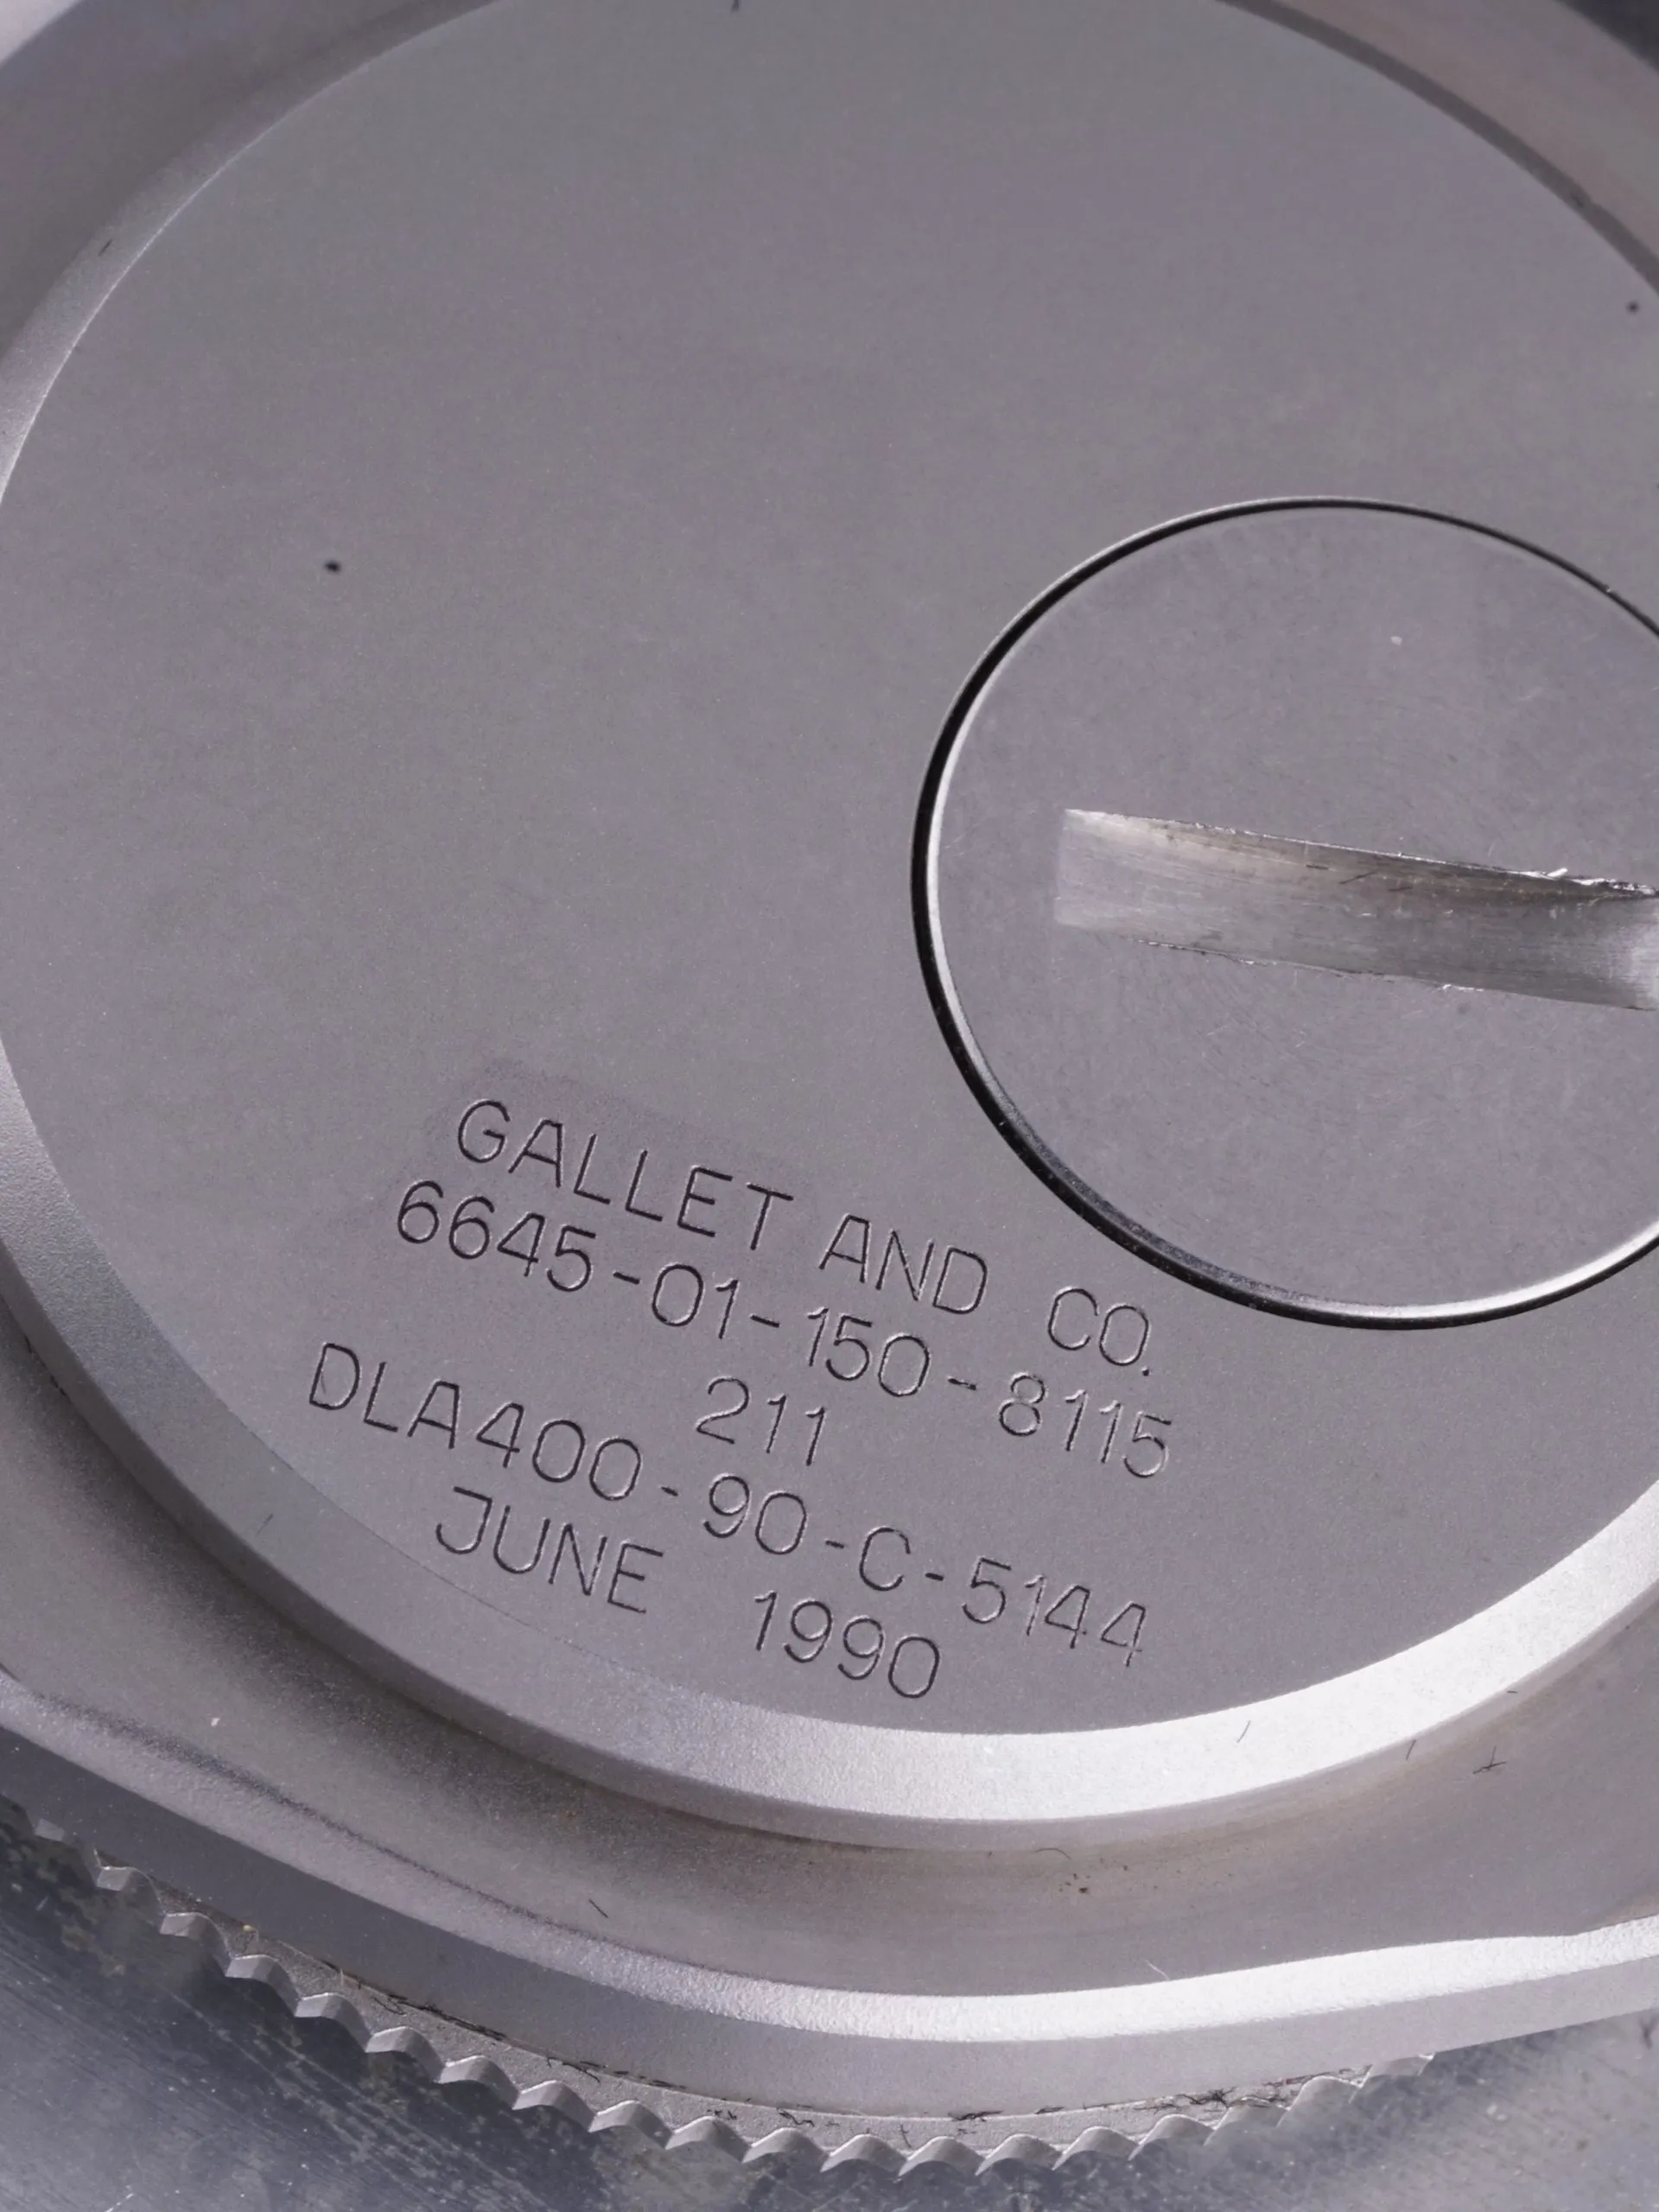 GALLET AND CO.
6645-01-150-8115
211
DLA400-90-C-5144
JUNE 1990